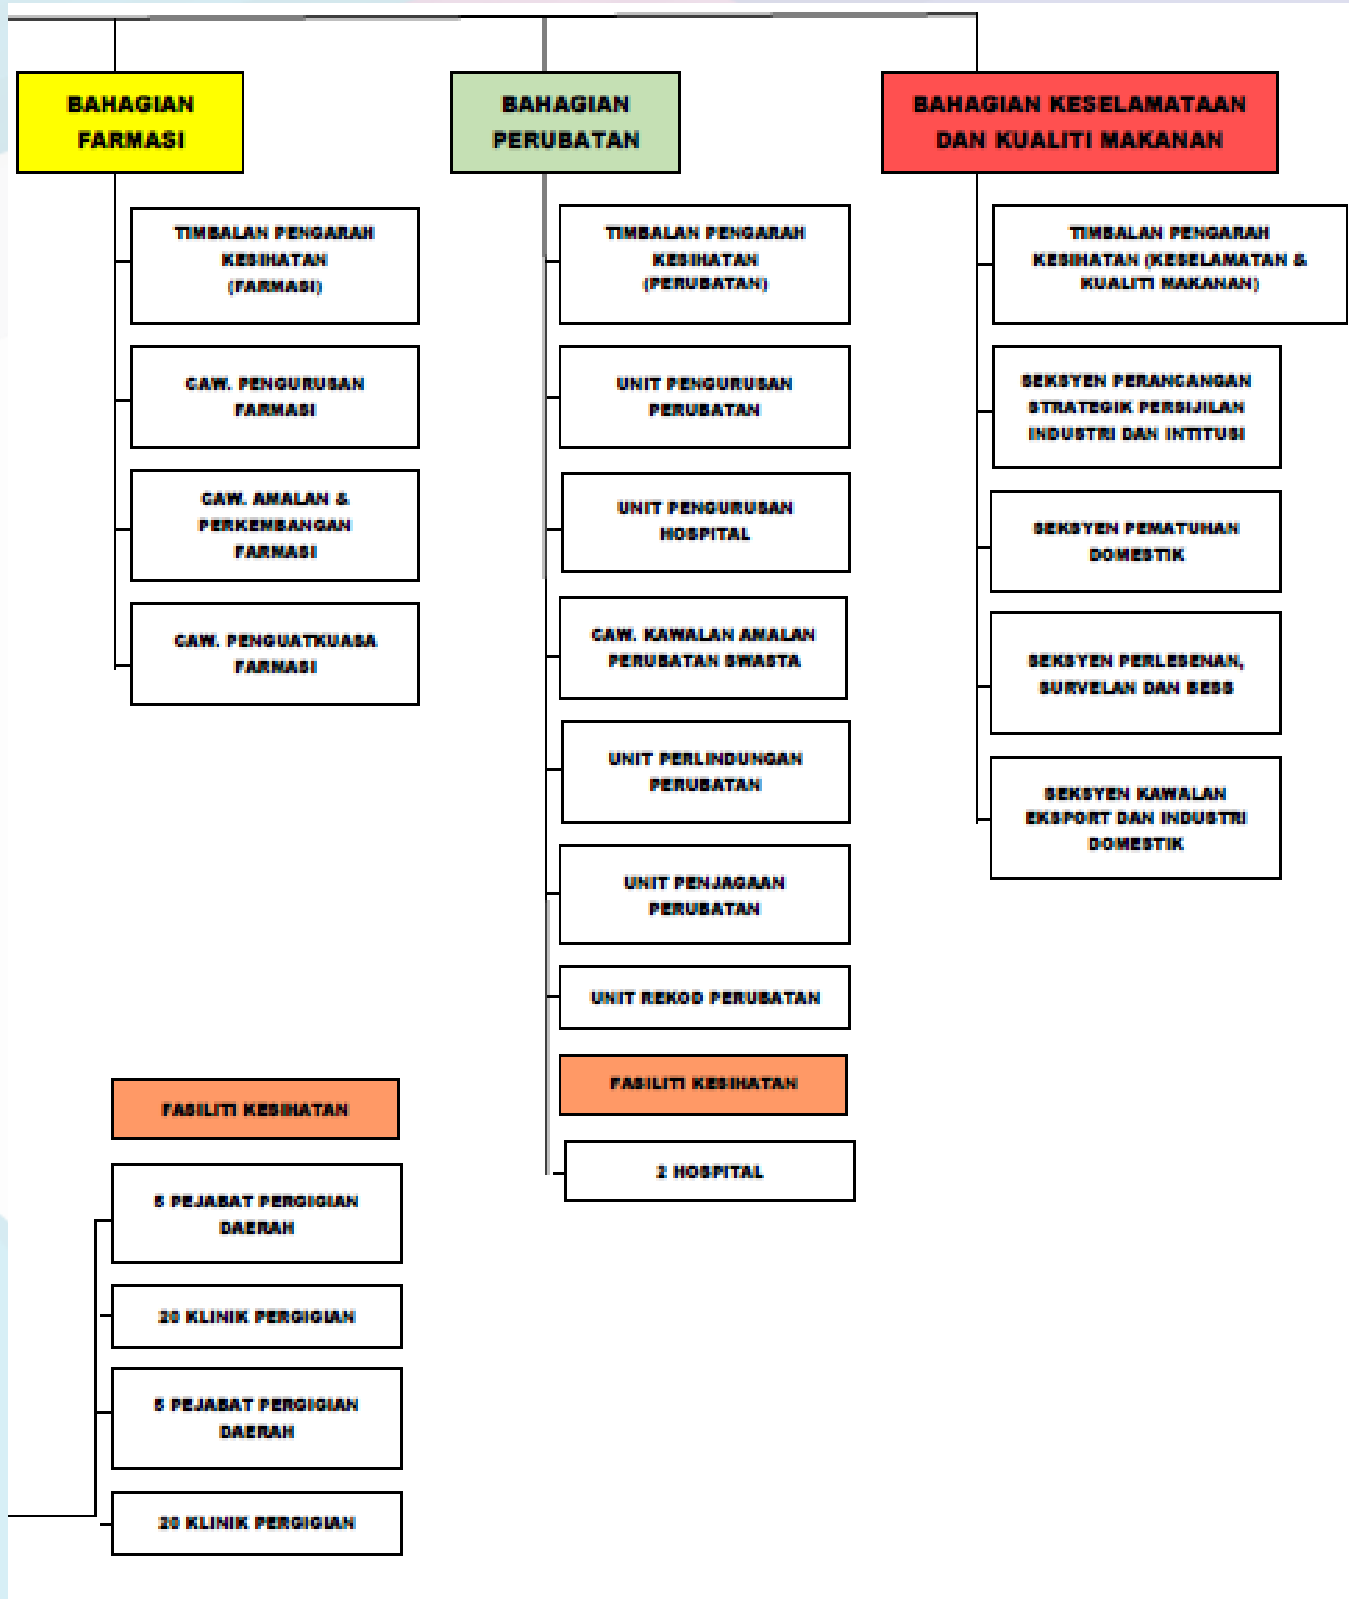 BAHAGIAN
FARMASI
TIMBALAN PENGARAH
KESIHATAN
(FARMASI)
CAW. PENGURUSAN
FARMASI
CAW. AMALAN &
PERKEMBANGAN
FARMASI
CAW. PENGUATKUASA
FARMASI
BAHAGIAN
PERUBATAN
TIMBALAN PENGARAH
KESIHATAN
(PERUBATAN)
UNIT PENGURUSAN
PERUBATAN
UNIT PENGURUSAN
HOSPITAL
CAW. KAWALAN AMALAN
PERUBATAN SWASTA
UNIT PERLINDUNGAN
PERUBATAN
UNIT PENJAGAAN
PERUBATAN
UNIT REKOD PERUBATAN
FASILITI KESIHATAN
2 HOSPITAL
BAHAGIAN KESELAMATAAN
DAN KUALITI MAKANAN
TIMBALAN PENGARAH
KESIHATAN (KESELAMATAN &
KUALITI MAKANAN)
SEKSYEN PERANCANGAN
STRATEGIK PERSIJILAN
INDUSTRI DAN INTITUSI
SEKSYEN PEMATUHAN
DOMESTIK
SEKSYEN PERLESENAN,
SURVELAN DAN SESS
SEKSYEN KAWALAN
EKSPORT DAN INDUSTRI
DOMESTIK
FASILITI KESIHATAN
5 PEJABAT PERGIGIAN
DAERAH
20 KLINIK PERGIGIAN
5 PEJABAT PERGIGIAN
DAERAH
20 KLINIK PERGIGIAN